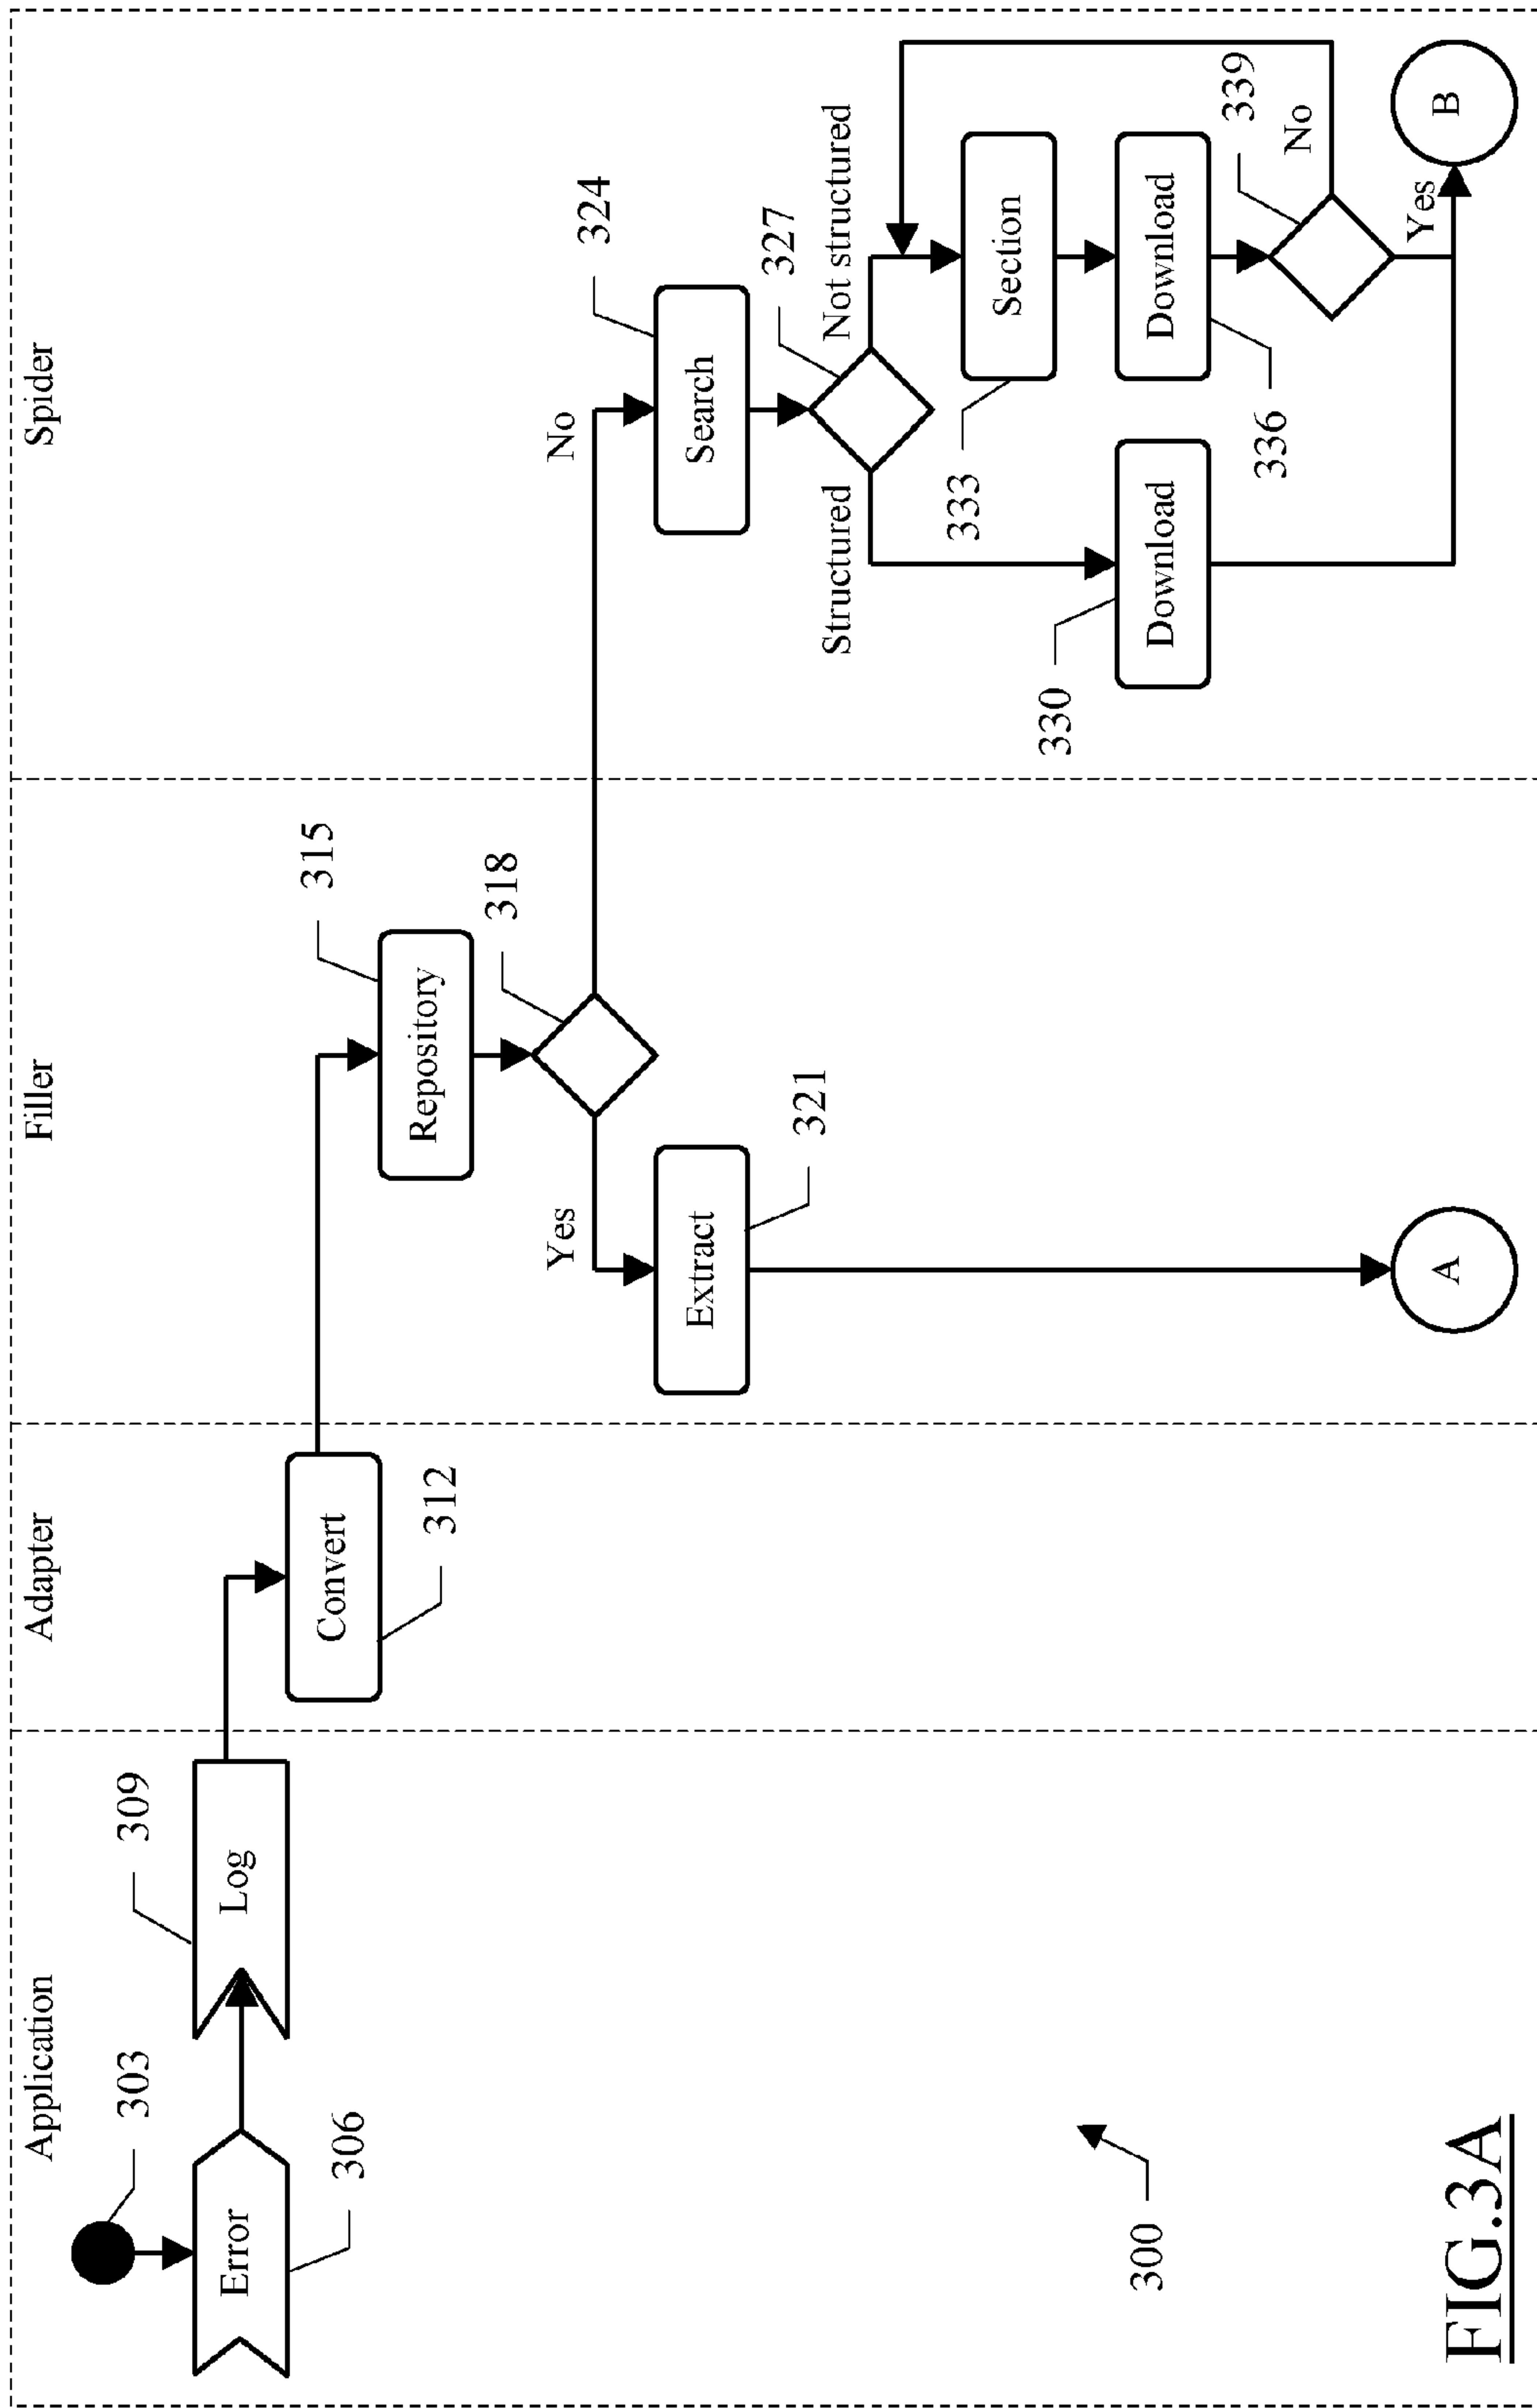 Application
Adapter
Filler
Spider
303
Error
306
Log
309
Convert
312
Repository
315
318
Yes
No
Extract
321
Search
324
327
Structured
Not structured
Download
330
Section
333
Download
336
339
No
Yes
A
B
300
FIG.3A